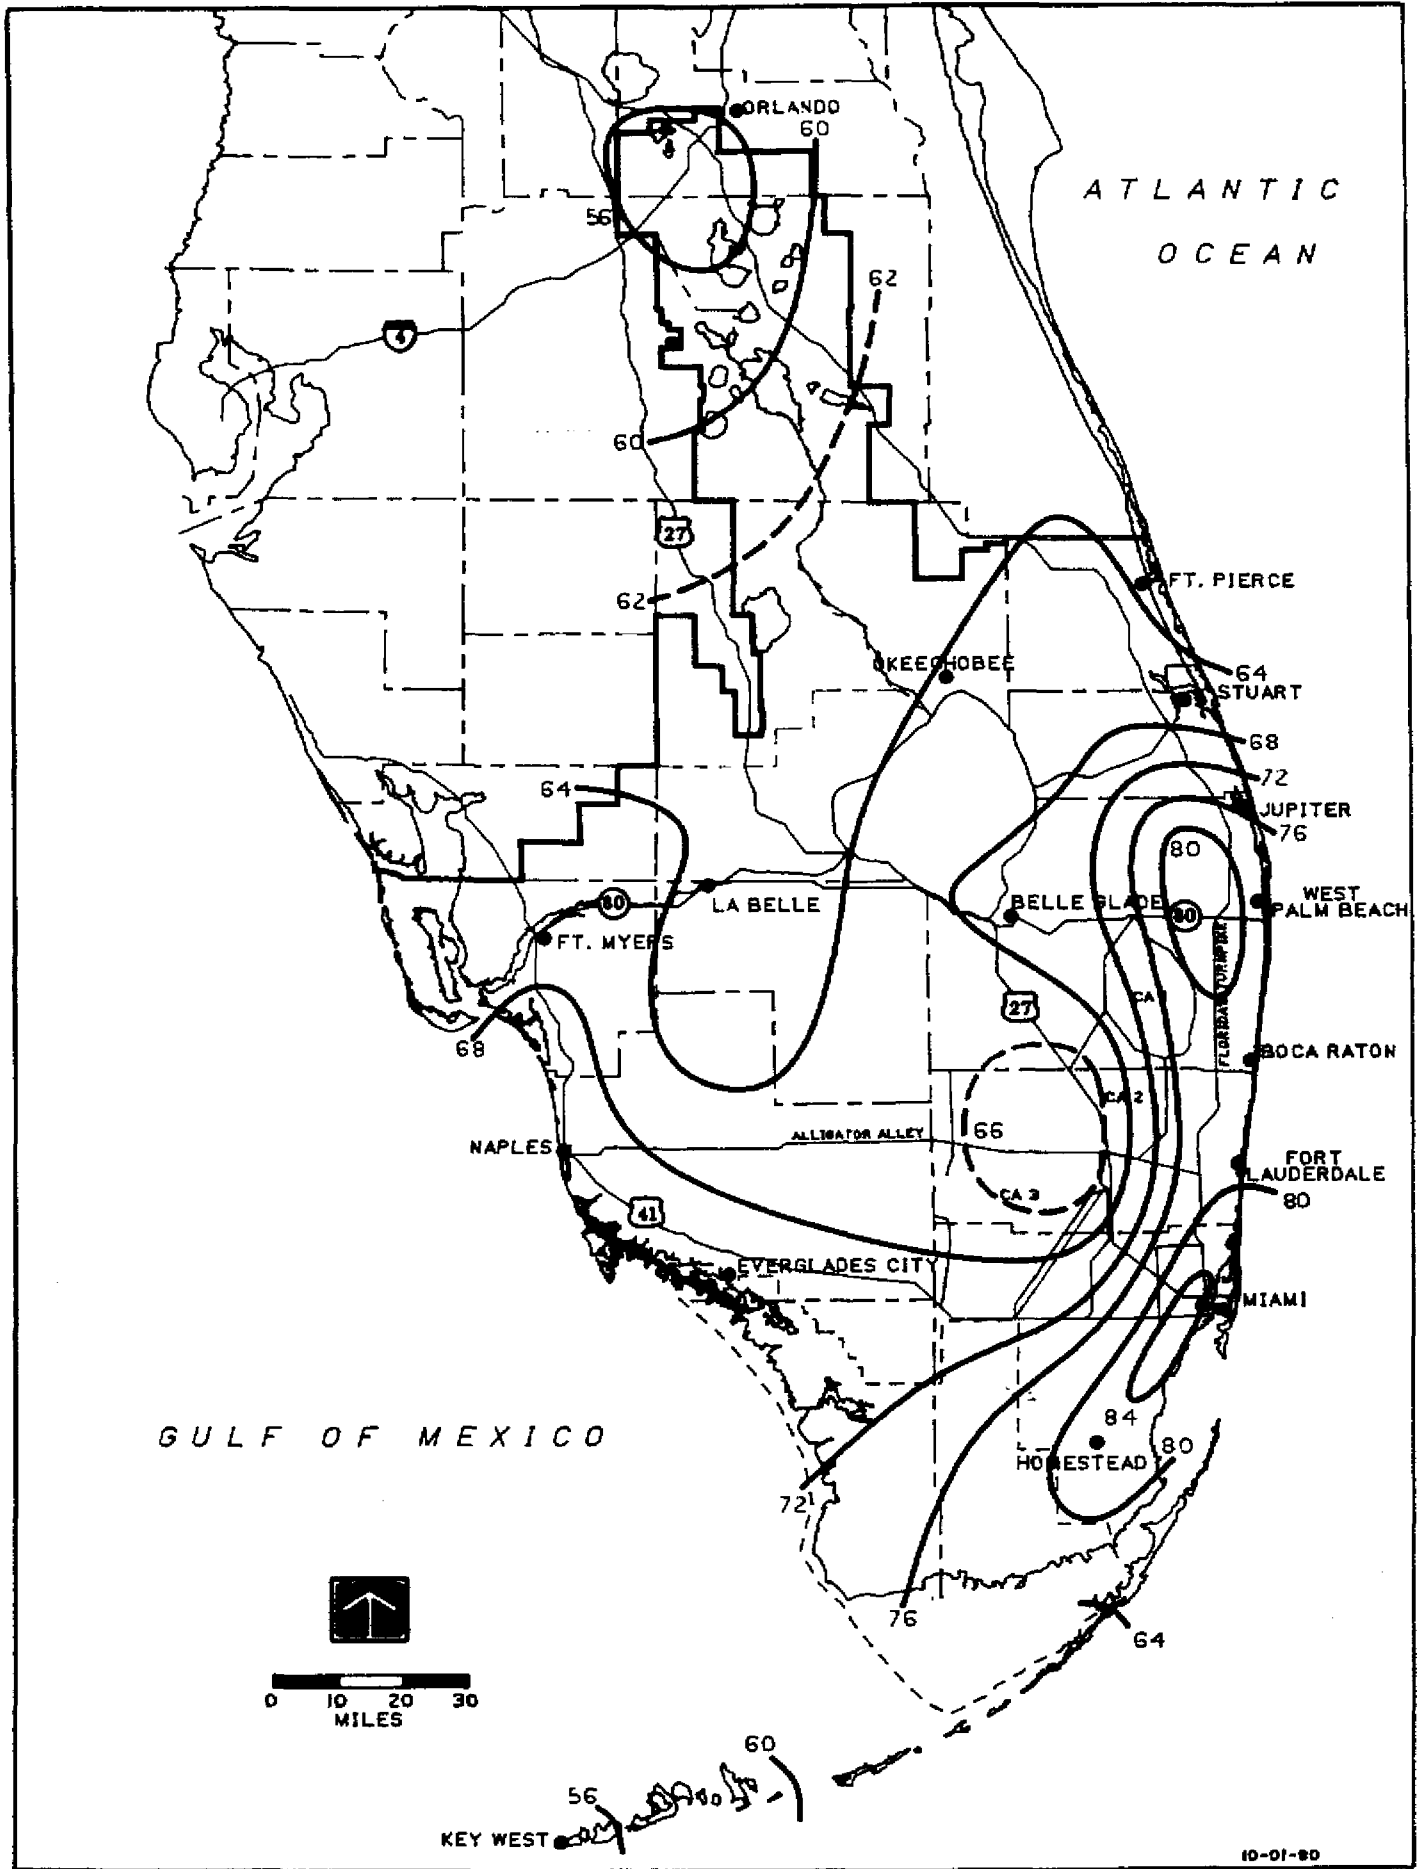 ORLANDO
60
ATLANTIC
OCEAN
56
62
4
60
27
62
FT. PIERCE
OKEECHOBEE
64
STUART
68
72
64
JUPITER
76
80
LA BELLE
BELLE GLADE
WEST
PALM BEACH
80
80
FT. MYERS
FLORIDA TURNPIKE
CA 1
27
68
BOCA RATON
CA 2
66
ALLIGATOR ALLEY
NAPLES
FORT
LAUDERDALE
CA 3
80
41
EVERGLADES CITY
MIAMI
84
GULF OF MEXICO
80
HOMESTEAD
72
76
64
0 10 20 30
MILES
60
56
KEY WEST
10-01-80